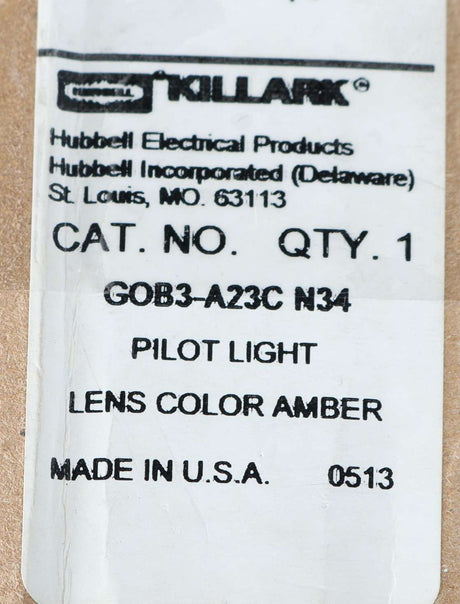 HUBBELL ® KILLARK®
Hubbell Electrical Products
Hubbell Incorporated (Delaware)
St. Louis, MO. 63113
CAT. NO. QTY. 1
GOB3-A23C N34
PILOT LIGHT
LENS COLOR AMBER
MADE IN U.S.A. 0513